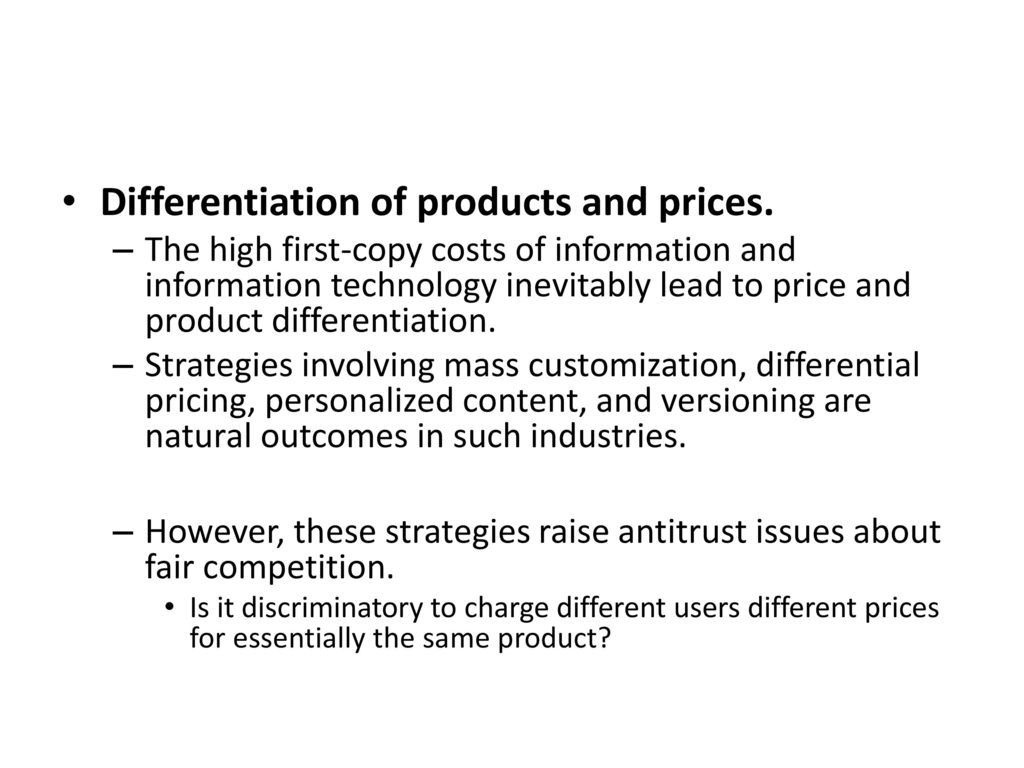 • Differentiation of products and prices.
– The high first-copy costs of information and
information technology inevitably lead to price and
product differentiation.
– Strategies involving mass customization, differential
pricing, personalized content, and versioning are
natural outcomes in such industries.
– However, these strategies raise antitrust issues about
fair competition.
• Is it discriminatory to charge different users different prices
for essentially the same product?